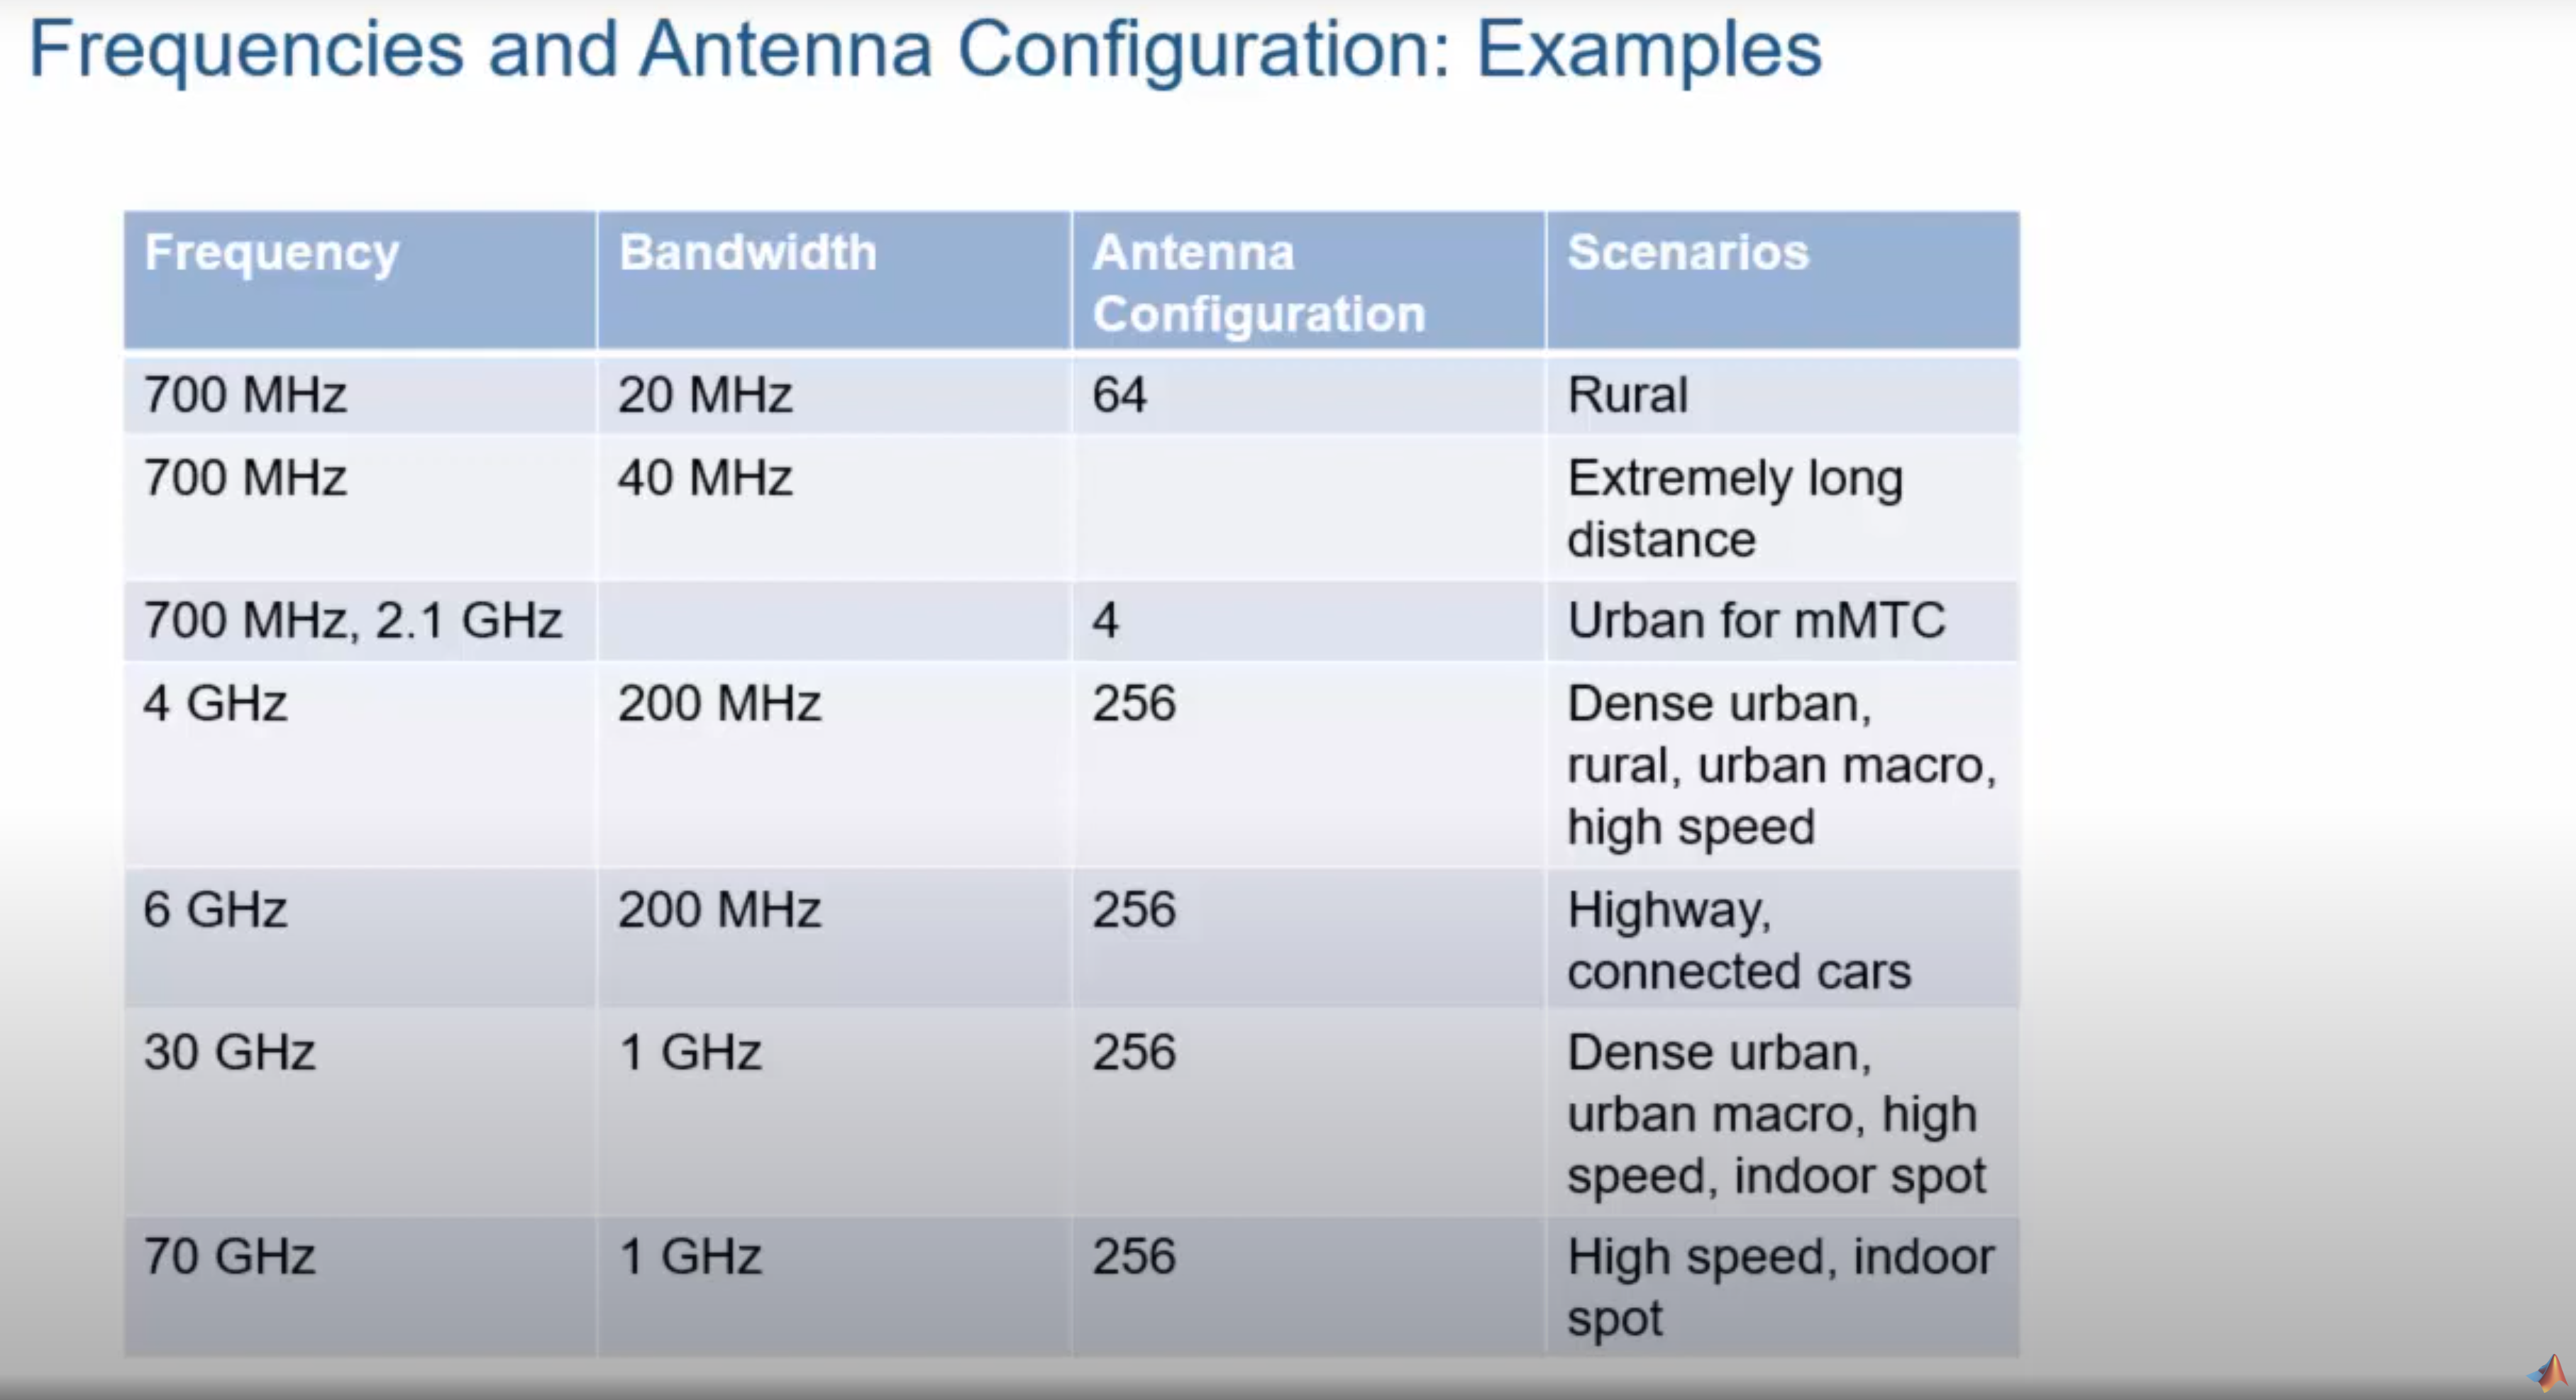 Frequencies and Antenna Configuration: Examples
Frequency Bandwidth Antenna Configuration Scenarios
700 MHz 20 MHz 64 Rural
700 MHz 40 MHz Extremely long distance
700 MHz, 2.1 GHz 4 Urban for mMTC
4 GHz 200 MHz 256 Dense urban, rural, urban macro, high speed
6 GHz 200 MHz 256 Highway, connected cars
30 GHz 1 GHz 256 Dense urban, urban macro, high speed, indoor spot
70 GHz 1 GHz 256 High speed, indoor spot